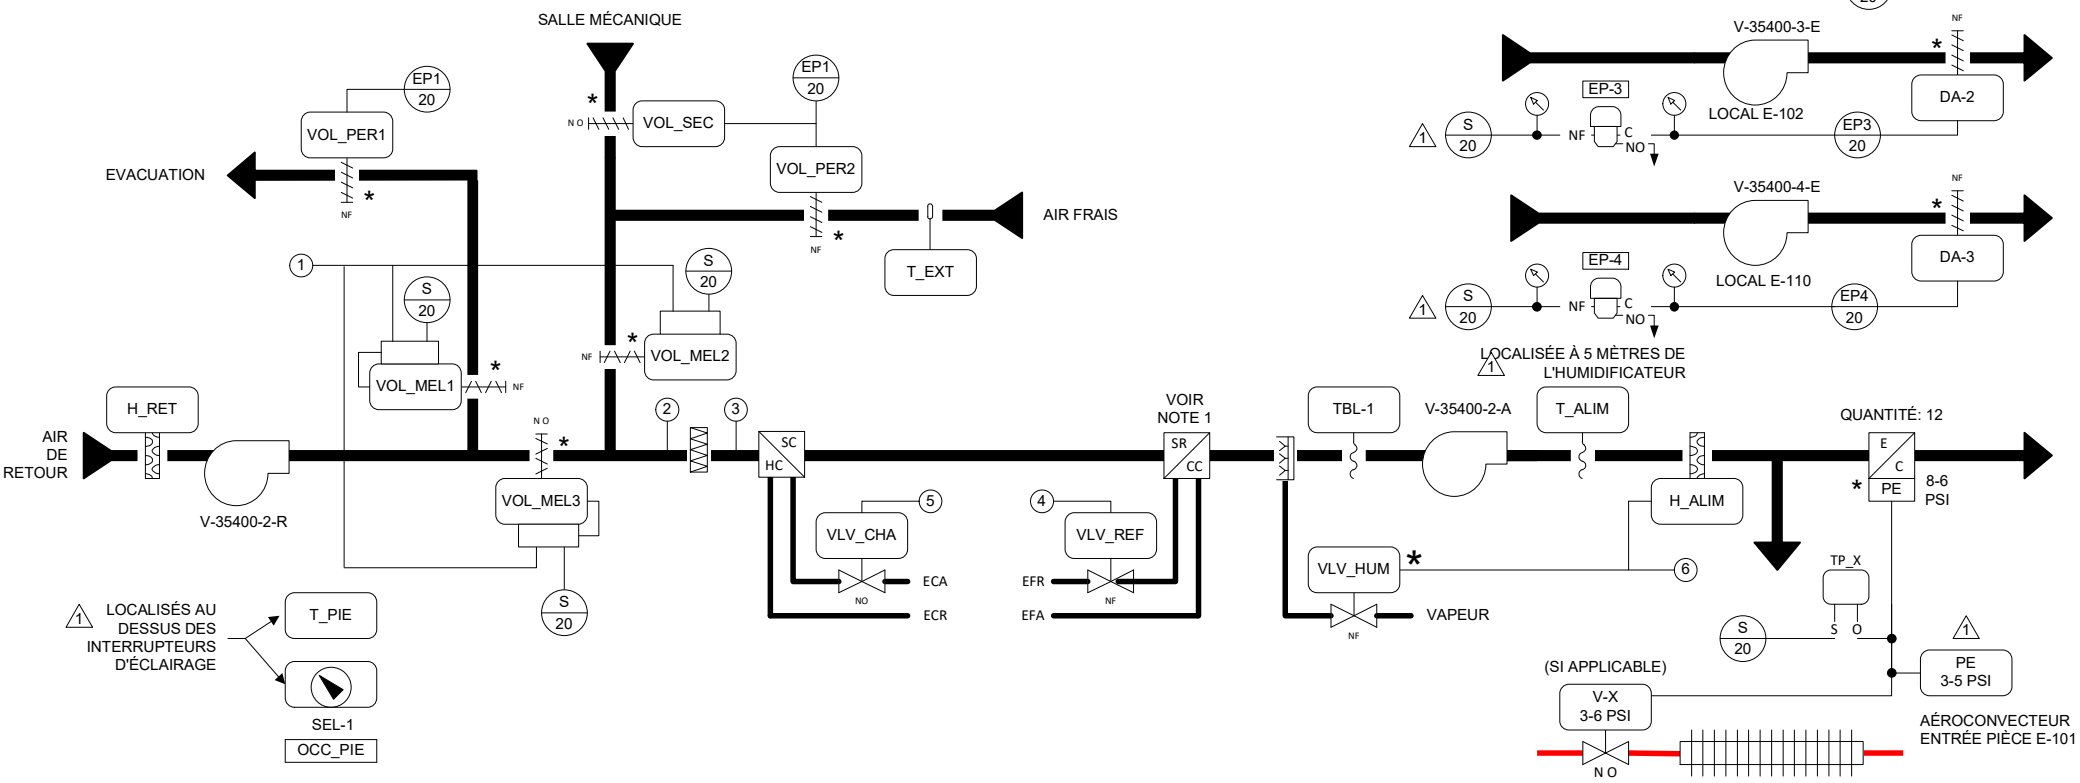 SALLE MÉCANIQUE
20
V-35400-3-E
NF
*
EP1
20
EP1
20
*
N O
VOL_SEC
VOL_PER1
*
NF
EVACUATION
VOL_PER2
*
NF
AIR FRAIS
T_EXT
EP-3
DA-2
LOCAL E-102
1
S
20
NF
C
NO
EP3
20
V-35400-4-E
NF
*
DA-3
EP-4
LOCAL E-110
1
S
20
NF
C
NO
EP4
20
1
S
20
S
20
*
NF
VOL_MEL2
VOL_MEL1
*
NF
LOCALISÉE À 5 MÈTRES DE
1
L'HUMIDIFICATEUR
H_RET
AIR
DE
RETOUR
V-35400-2-R
N O
*
VOL_MEL3
S
20
2
3
SC
HC
VOIR
NOTE 1
SR
CC
TBL-1
V-35400-2-A
T_ALIM
H_ALIM
QUANTITÉ: 12
E
C
*
PE
8-6
PSI
VLV_CHA
5
NO
ECA
ECR
4
VLV_REF
NF
EFR
EFA
VLV_HUM
*
6
NF
VAPEUR
TP_X
S
O
S
20
1
PE
3-5 PSI
1
LOCALISÉS AU
DESSUS DES
INTERRUPTEURS
D'ÉCLAIRAGE
T_PIE
SEL-1
OCC_PIE
(SI APPLICABLE)
V-X
3-6 PSI
N O
AÉROCONVECTEUR
ENTRÉE PIÈCE E-101